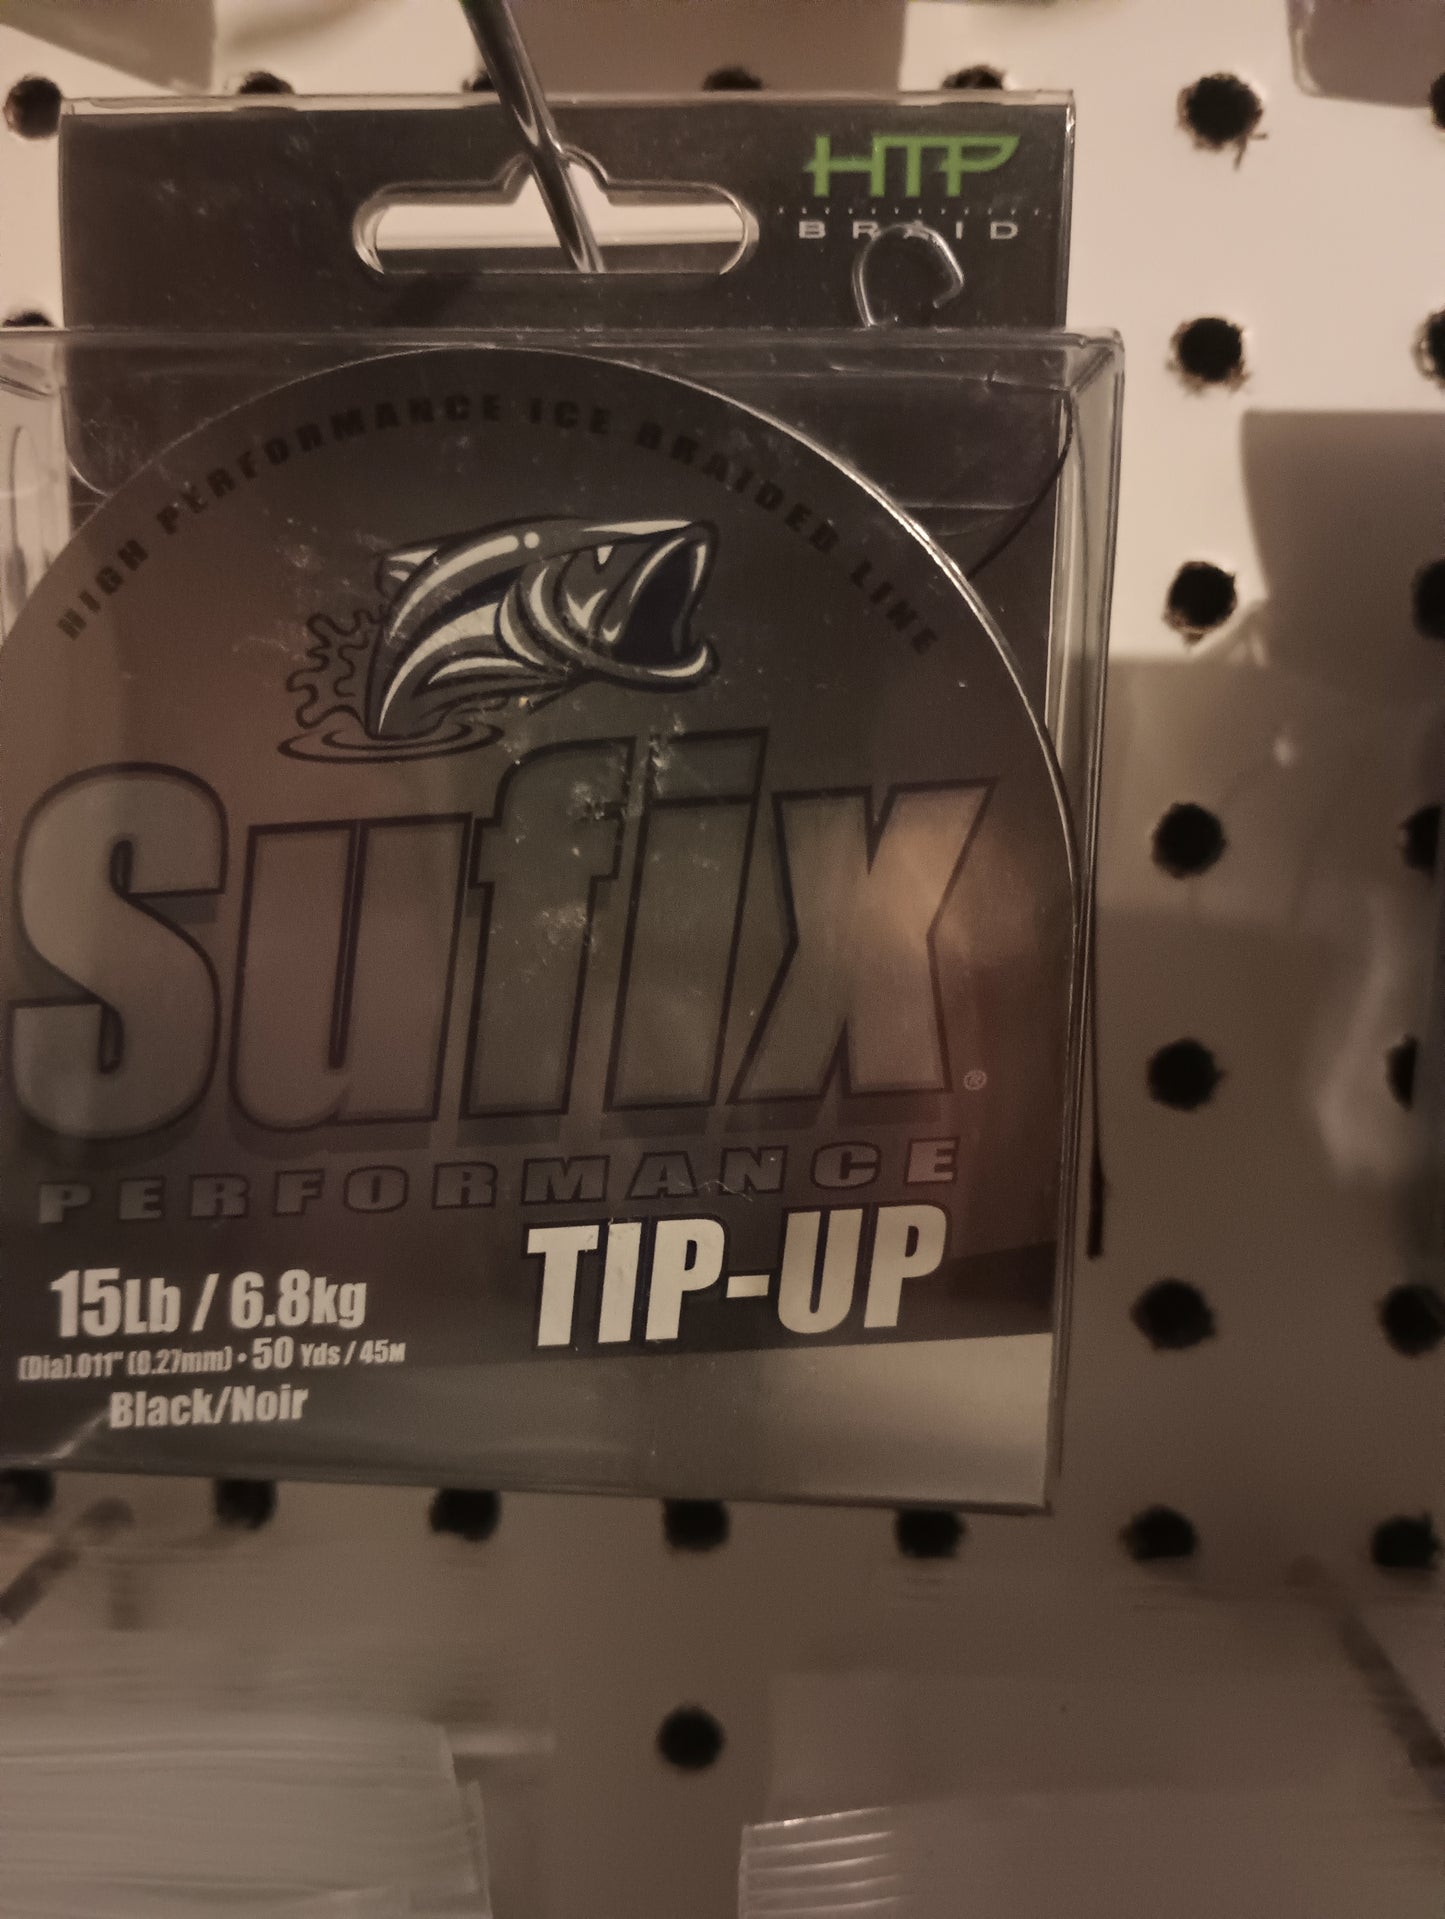 HTP
BRAID
HIGH PERFORMANCE ICE BRAIDED LINE
Sufix®
PERFORMANCE
TIP-UP
15Lb / 6.8kg
(Dia).011" (0.27mm) • 50 Yds / 45M
Black/Noir